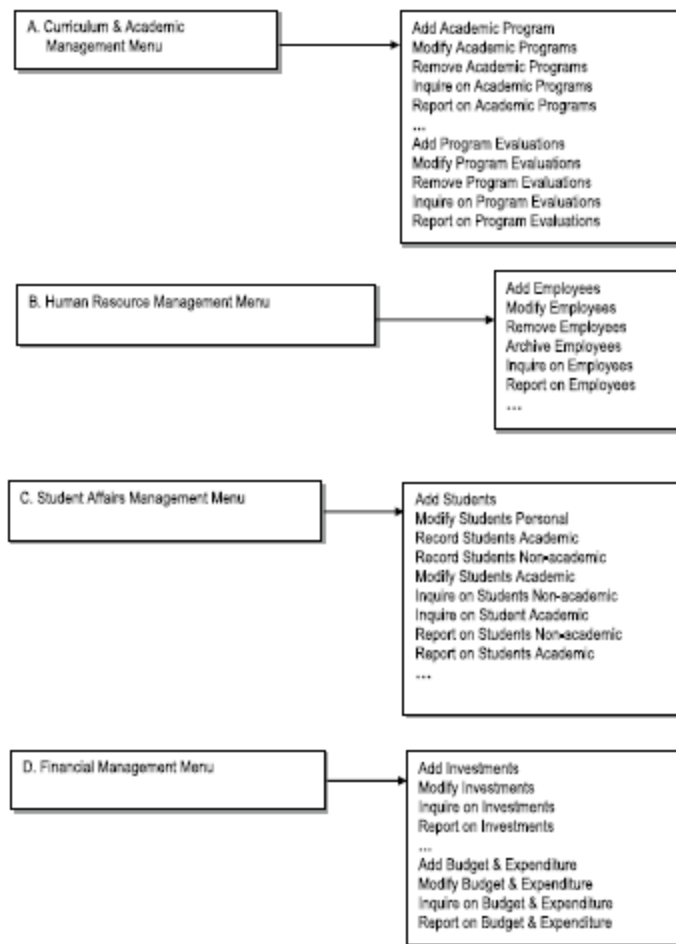 A. Curriculum & Academic
Management Menu
Add Academic Program
Modify Academic Programs
Remove Academic Programs
Inquire on Academic Programs
Report on Academic Programs
...
Add Program Evaluations
Modify Program Evaluations
Remove Program Evaluations
Inquire on Program Evaluations
Report on Program Evaluations
B. Human Resource Management Menu
Add Employees
Modify Employees
Remove Employees
Archive Employees
Inquire on Employees
Report on Employees
...
C. Student Affairs Management Menu
Add Students
Modify Students Personal
Record Students Academic
Record Students Non-academic
Modify Students Academic
Inquire on Students Non-academic
Inquire on Student Academic
Report on Students Non-academic
Report on Students Academic
...
D. Financial Management Menu
Add Investments
Modify Investments
Inquire on Investments
Report on Investments
...
Add Budget & Expenditure
Modify Budget & Expenditure
Inquire on Budget & Expenditure
Report on Budget & Expenditure